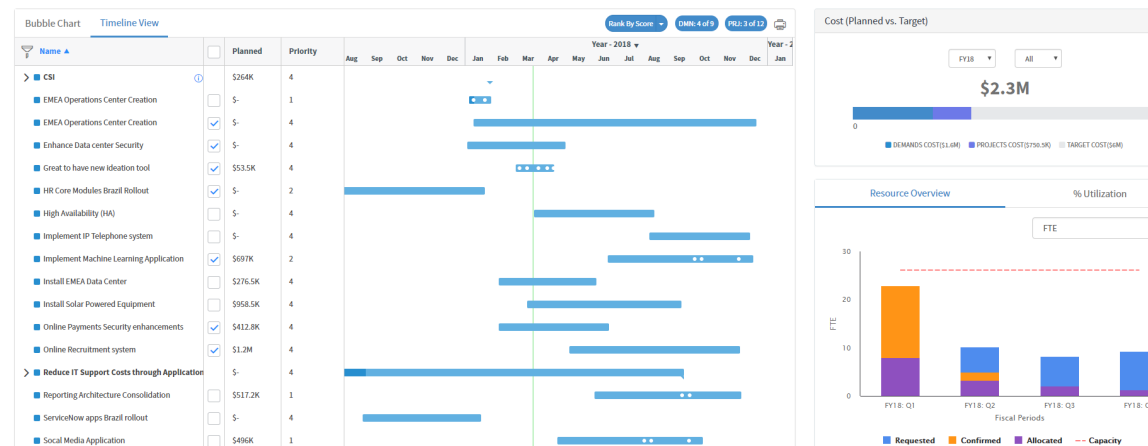 Bubble Chart Timeline View Rank By Score DMN: 4 of 9 PRJ: 3 of 12
Name Planned Priority Year - 2018 Year - 2
Aug Sep Oct Nov Dec Jan Feb Mar Apr May Jun Jul Aug Sep Oct Nov Dec Jan
CSI $264K 4
EMEA Operations Center Creation $- 1
EMEA Operations Center Creation $- 4
Enhance Data center Security $- 4
Great to have new ideation tool $53.5K 4
HR Core Modules Brazil Rollout $- 2
High Availability (HA) $- 4
Implement IP Telephone system $- 4
Implement Machine Learning Application $697K 2
Install EMEA Data Center $276.5K 4
Install Solar Powered Equipment $958.5K 4
Online Payments Security enhancements $412.8K 4
Online Recruitment system $1.2M 4
Reduce IT Support Costs through Application $- 4
Reporting Architecture Consolidation $517.2K 1
ServiceNow apps Brazil rollout $- 4
Socal Media Application $496K 1
Cost (Planned vs. Target)
FY18 All
$2.3M
0
DEMANDS COST($1.6M) PROJECTS COST($750.5K) TARGET COST($6M)
Resource Overview % Utilization
FTE
30
20
10
0
FTE
FY18: Q1 FY18: Q2 FY18: Q3 FY18:
Fiscal Periods
Requested Confirmed Allocated Capacity